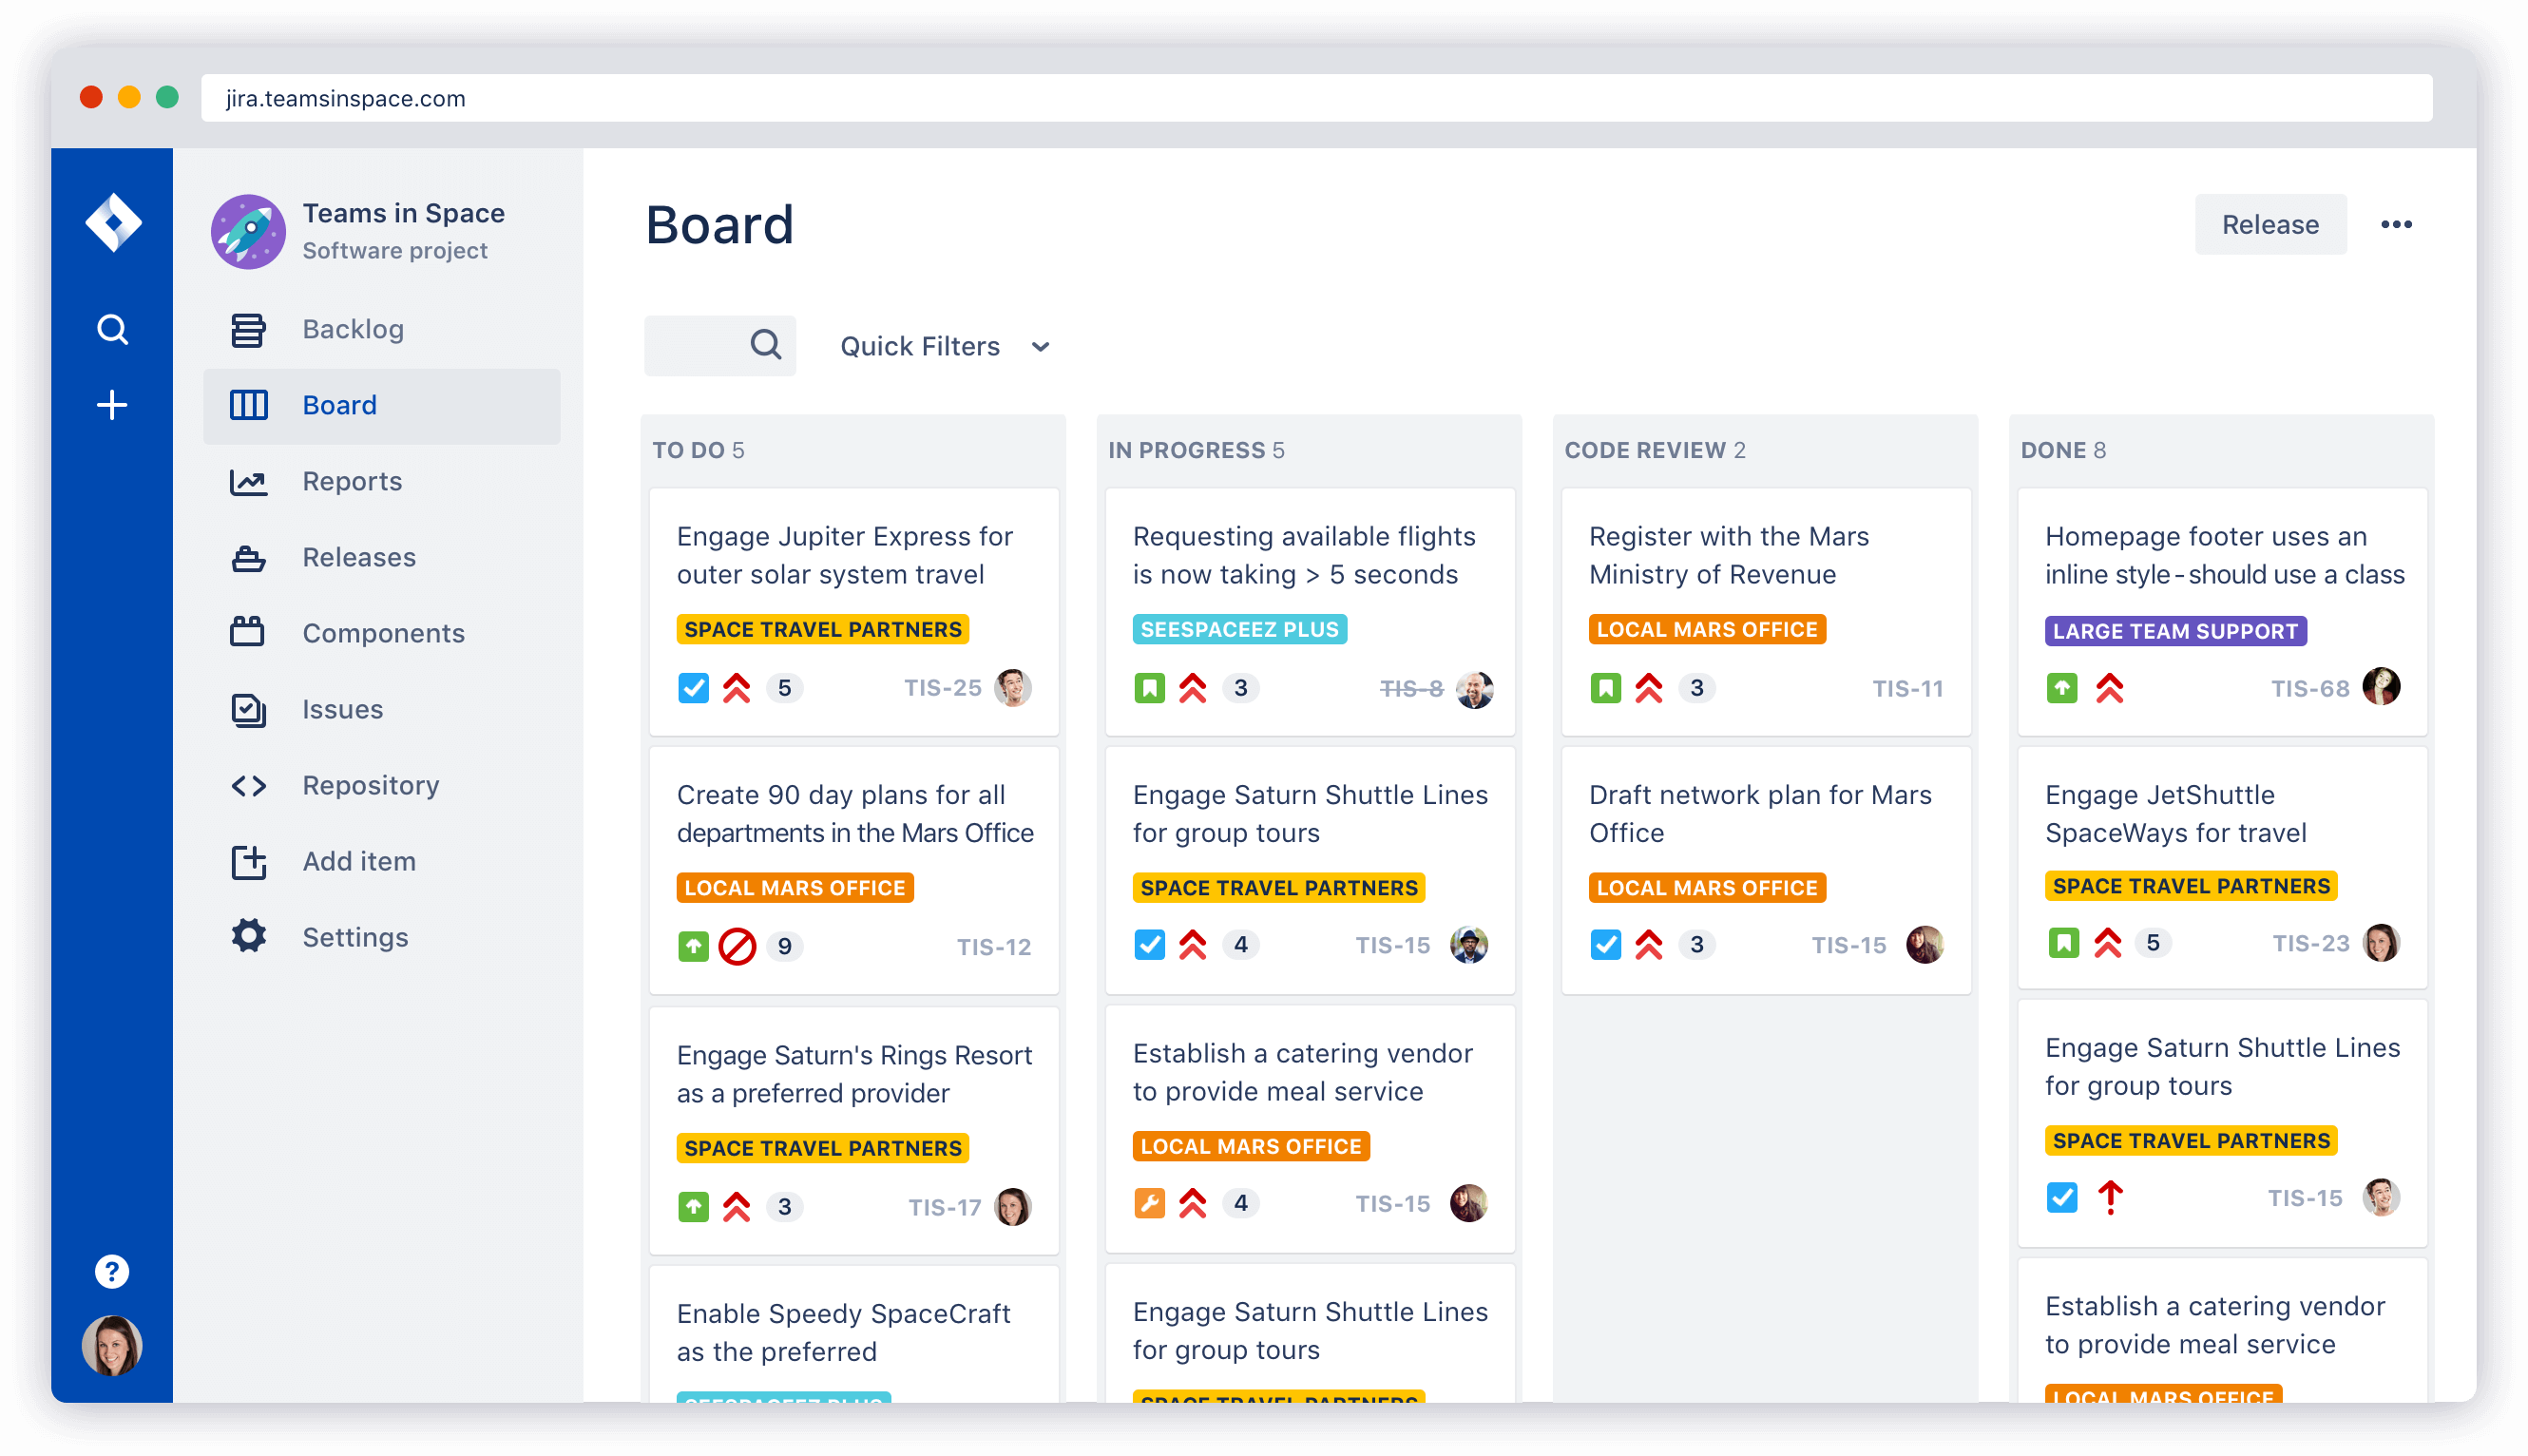 jira.teamsinspace.com
Teams in Space
Software project
Backlog
Board
Reports
Releases
Components
Issues
Repository
Add item
Settings
?
Board
Release
Quick Filters
TO DO 5
Engage Jupiter Express for
outer solar system travel
SPACE TRAVEL PARTNERS
5 TIS-25
Create 90 day plans for all
departments in the Mars Office
LOCAL MARS OFFICE
9 TIS-12
Engage Saturn's Rings Resort
as a preferred provider
SPACE TRAVEL PARTNERS
3 TIS-17
Enable Speedy SpaceCraft
as the preferred
SEESPACEEZ PLUS
IN PROGRESS 5
Requesting available flights
is now taking > 5 seconds
SEESPACEEZ PLUS
3 TIS-8
Engage Saturn Shuttle Lines
for group tours
SPACE TRAVEL PARTNERS
4 TIS-15
Establish a catering vendor
to provide meal service
LOCAL MARS OFFICE
4 TIS-15
Engage Saturn Shuttle Lines
for group tours
SPACE TRAVEL PARTNERS
CODE REVIEW 2
Register with the Mars
Ministry of Revenue
LOCAL MARS OFFICE
3 TIS-11
Draft network plan for Mars
Office
LOCAL MARS OFFICE
3 TIS-15
DONE 8
Homepage footer uses an
inline style-should use a class
LARGE TEAM SUPPORT
TIS-68
Engage JetShuttle
SpaceWays for travel
SPACE TRAVEL PARTNERS
5 TIS-23
Engage Saturn Shuttle Lines
for group tours
SPACE TRAVEL PARTNERS
TIS-15
Establish a catering vendor
to provide meal service
LOCAL MARS OFFICE